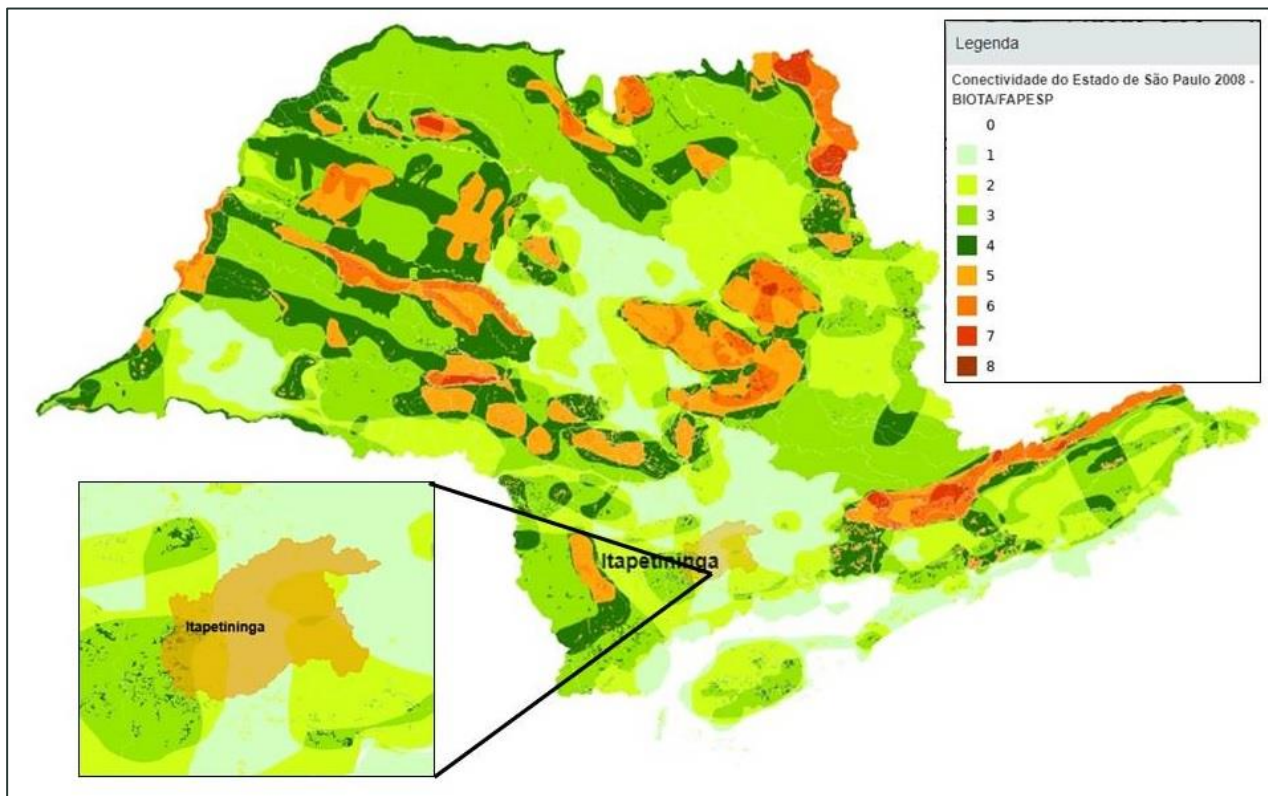 Legenda
Conectividade do Estado de São Paulo 2008 -
BIOTA/FAPESP
0
1
2
3
4
5
6
7
8
Itapetininga
Itapetininga